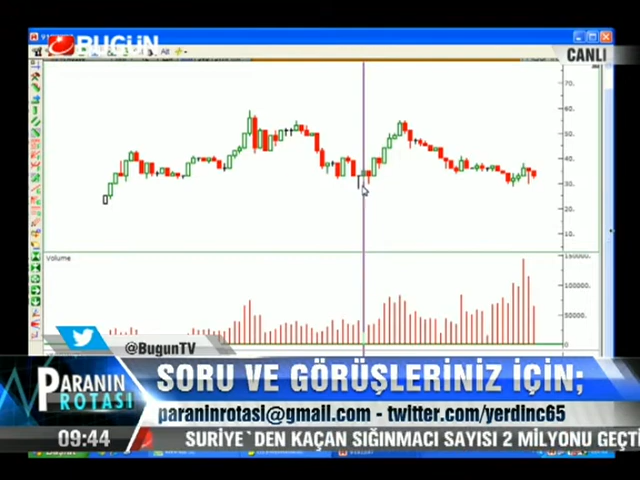 BUGÜN
CANLI
70.
60.
50.
40.
30.
20.
10.
Volume
150000.
100000.
50000.
0
@BugunTV
PARANIN
ROTASI
SORU VE GÖRÜŞLERİNİZ İÇİN;
paraninrotasi@gmail.com - twitter.com/yerdinc65
09:44
SURİYE`DEN KAÇAN SIĞINMACI SAYISI 2 MİLYONU GEÇTİ